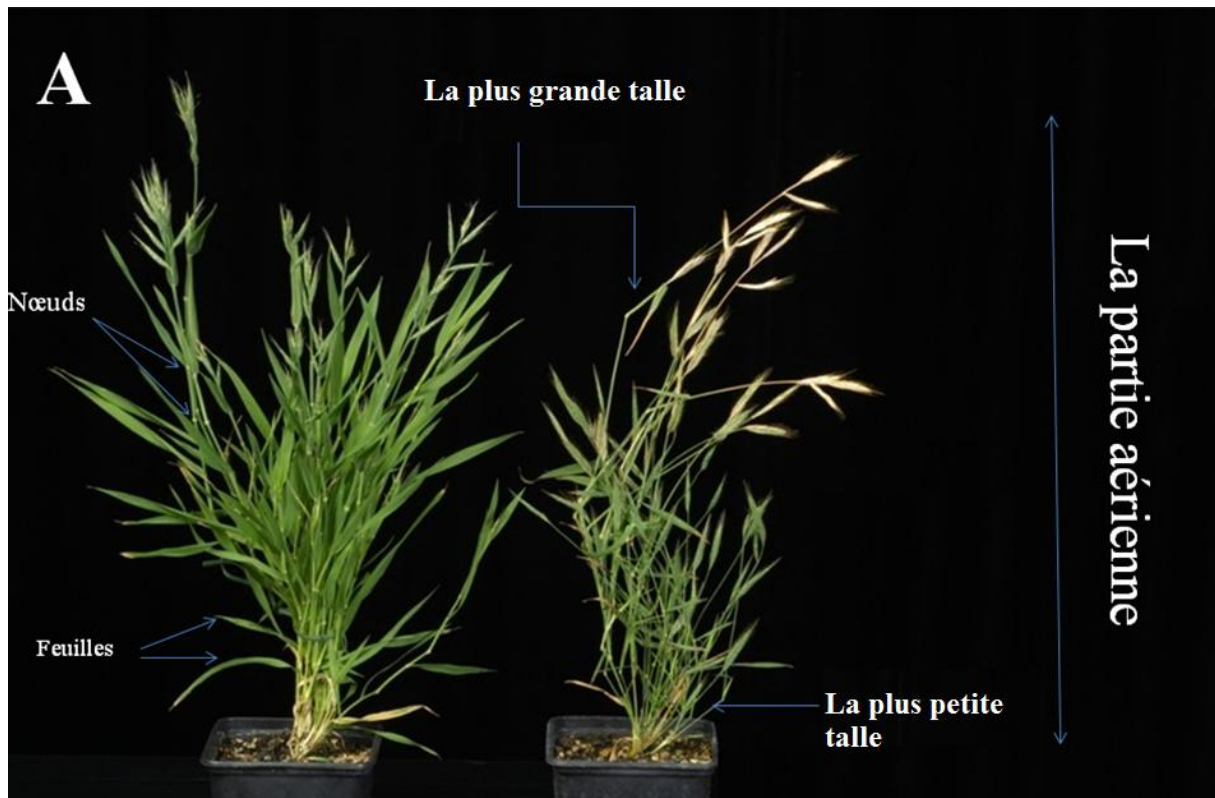 A
La plus grande talle
Nœuds
Feuilles
La plus petite
talle
La partie aérienne